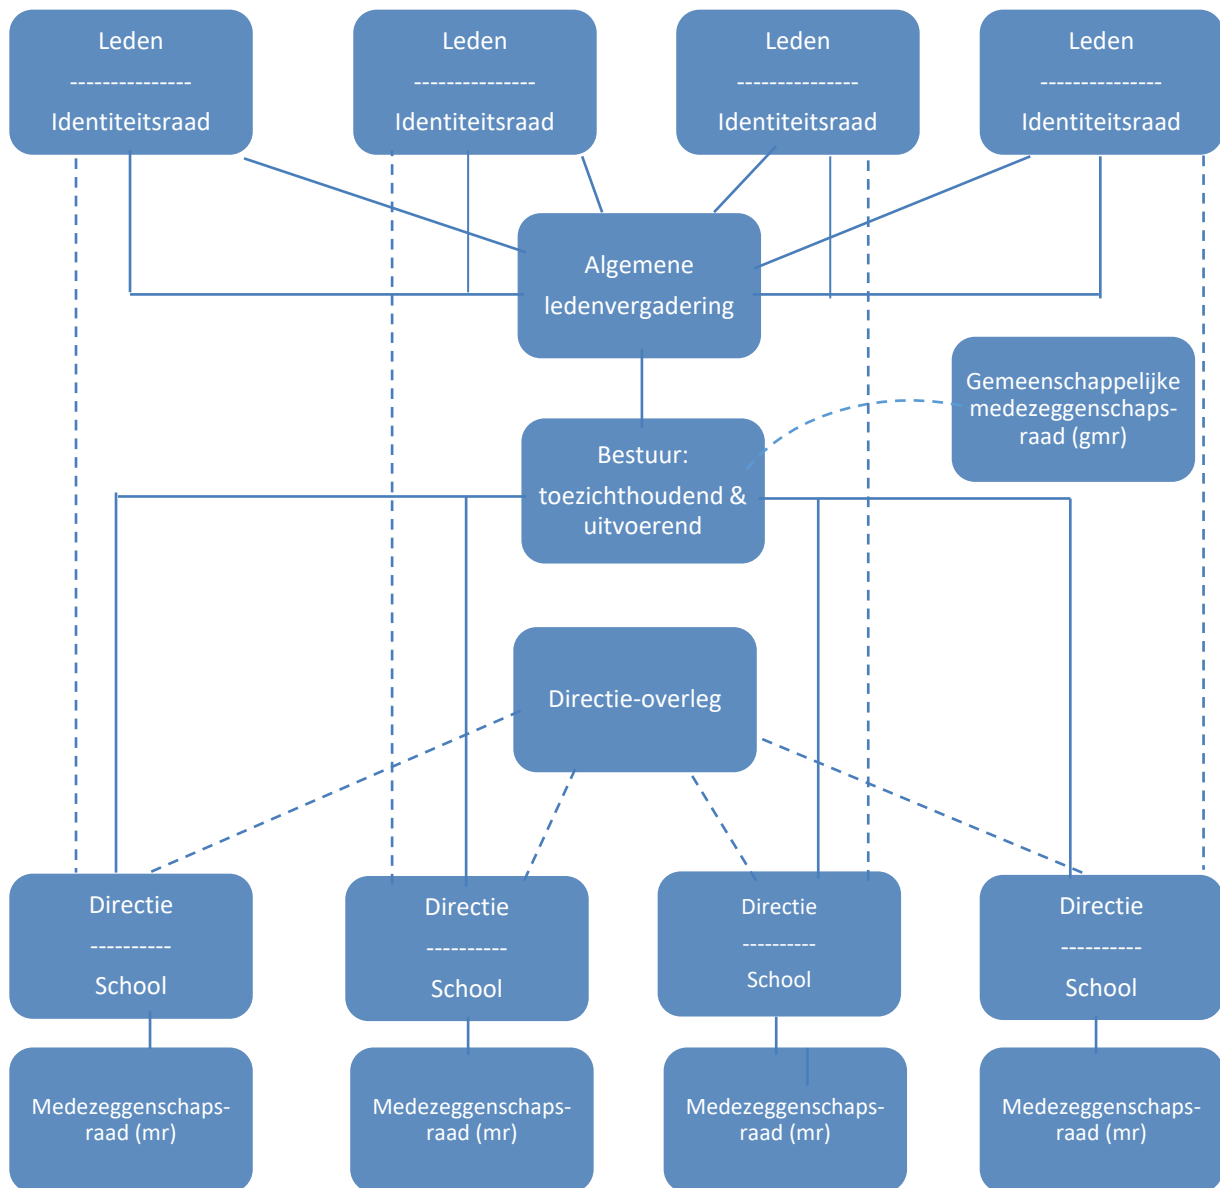 Leden
---------------
Identiteitsraad
Leden
---------------
Identiteitsraad
Leden
---------------
Identiteitsraad
Leden
---------------
Identiteitsraad
Algemene
ledenvergadering
Gemeenschappelijke
medezeggenschaps-
raad (gmr)
Bestuur:
toezichthoudend &
uitvoerend
Directie-overleg
Directie
----------
School
Directie
----------
School
Directie
----------
School
Directie
----------
School
Medezeggenschaps-
raad (mr)
Medezeggenschaps-
raad (mr)
Medezeggenschaps-
raad (mr)
Medezeggenschaps-
raad (mr)